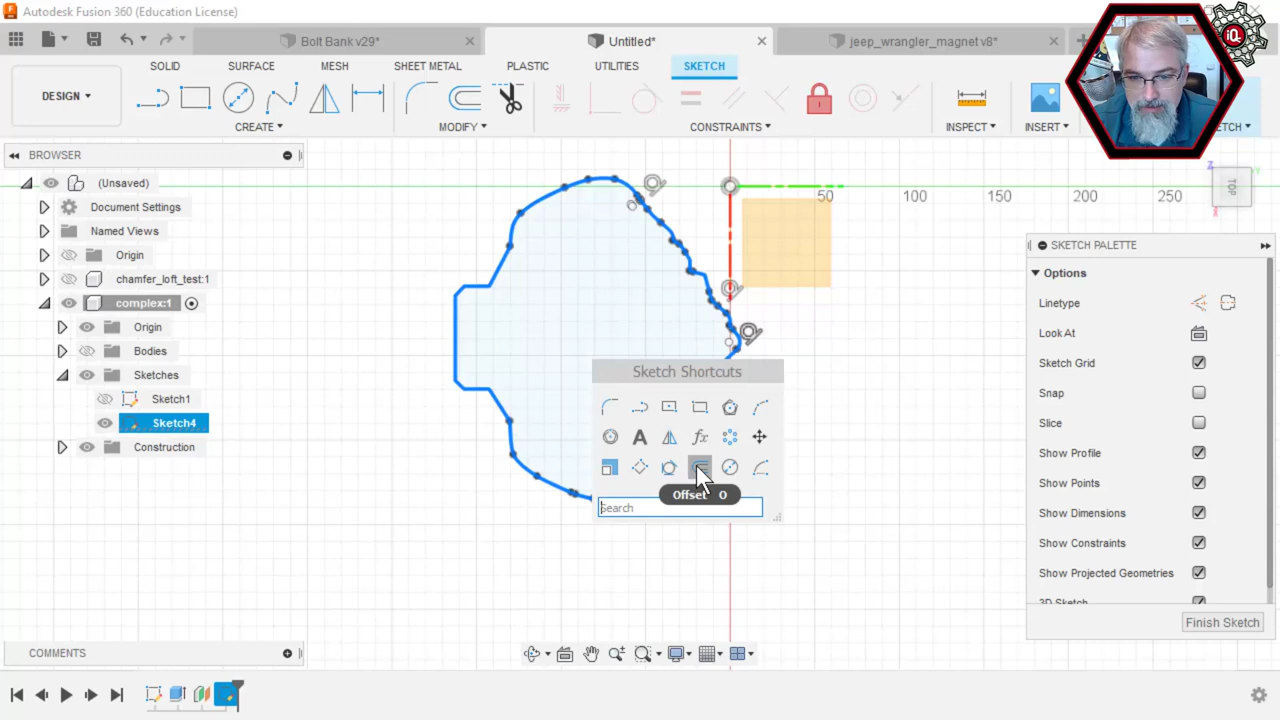 Autodesk Fusion 360 (Education License)
Bolt Bank v29*
Untitled*
jeep_wrangler_magnet v8*
iQ
DESIGN
SOLID
SURFACE
MESH
SHEET METAL
PLASTIC
UTILITIES
SKETCH
CREATE
MODIFY
CONSTRAINTS
INSPECT
INSERT
BROWSER
(Unsaved)
Document Settings
Named Views
Origin
chamfer_loft_test:1
complex:1
Origin
Bodies
Sketches
Sketch1
Sketch4
Construction
50
100
150
200
250
TOP
Z
X
Sketch Shortcuts
A
fx
Offset O
Search
SKETCH PALETTE
Options
Linetype
Look At
Sketch Grid
Snap
Slice
Show Profile
Show Points
Show Dimensions
Show Constraints
Show Projected Geometries
3D Sketch
Finish Sketch
COMMENTS